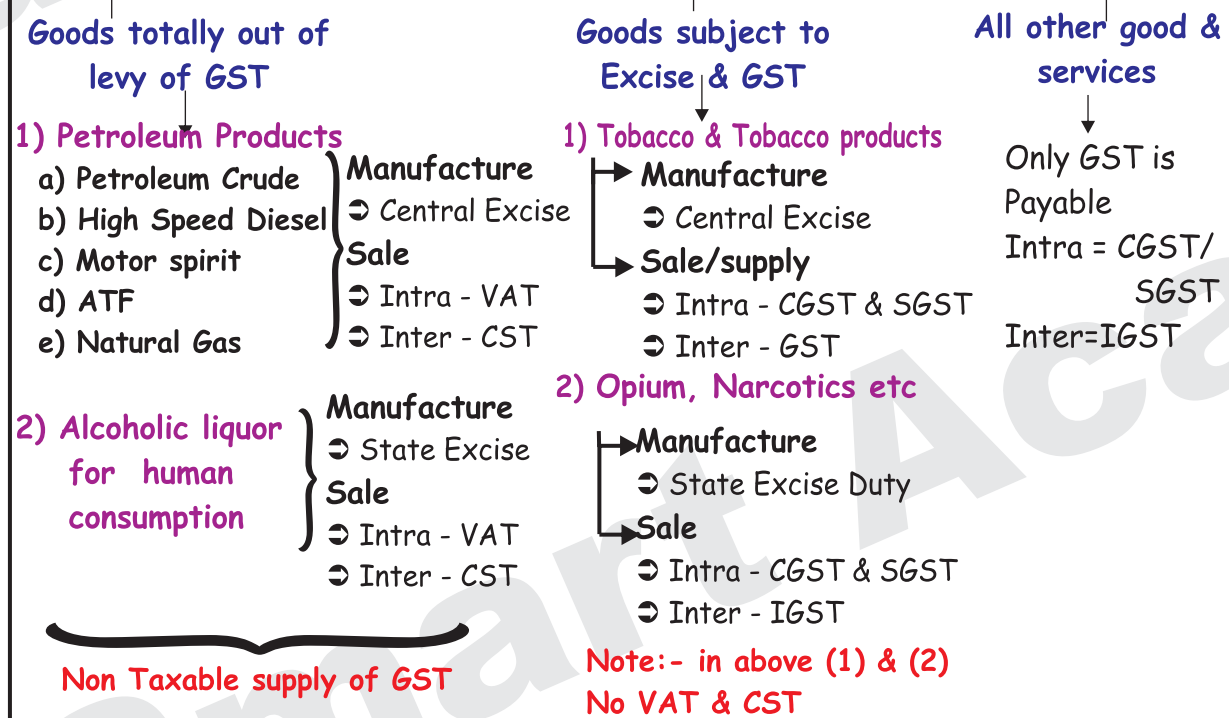 Goods totally out of
levy of GST
1) Petroleum Products
a) Petroleum Crude
b) High Speed Diesel
c) Motor spirit
d) ATF
e) Natural Gas
Manufacture
➲ Central Excise
Sale
➲ Intra - VAT
➲ Inter - CST
2) Alcoholic liquor
for human
consumption
Manufacture
➲ State Excise
Sale
➲ Intra - VAT
➲ Inter - CST
Non Taxable supply of GST
Goods subject to
Excise & GST
1) Tobacco & Tobacco products
Manufacture
➲ Central Excise
Sale/supply
➲ Intra - CGST & SGST
➲ Inter - GST
2) Opium, Narcotics etc
Manufacture
➲ State Excise Duty
Sale
➲ Intra - CGST & SGST
➲ Inter - IGST
Note:- in above (1) & (2)
No VAT & CST
All other good &
services
Only GST is
Payable
Intra = CGST/
SGST
Inter=IGST